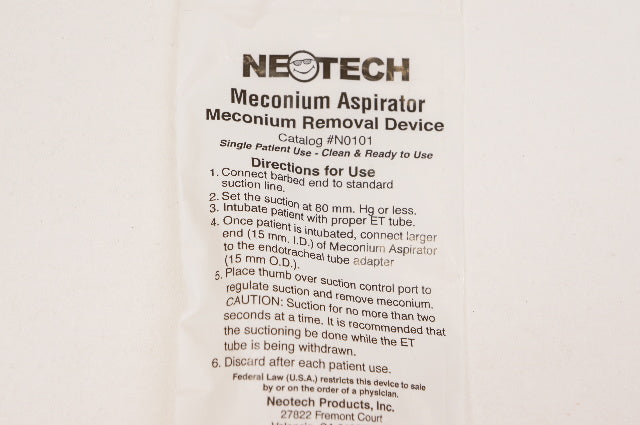 NEOTECH
Meconium Aspirator
Meconium Removal Device
Catalog #N0101
Single Patient Use - Clean & Ready to Use
Directions for Use
1. Connect barbed end to standard
suction line.
2. Set the suction at 80 mm. Hg or less.
3. Intubate patient with proper ET tube.
4. Once patient is intubated, connect larger
end (15 mm. I.D.) of Meconium Aspirator
to the endotracheal tube adapter
(15 mm O.D.).
5. Place thumb over suction control port to
regulate suction and remove meconium.
CAUTION: Suction for no more than two
seconds at a time. It is recommended that
the suctioning be done while the ET
tube is being withdrawn.
6. Discard after each patient use.
Federal Law (U.S.A.) restricts this device to sale
by or on the order of a physician.
Neotech Products, Inc.
27822 Fremont Court